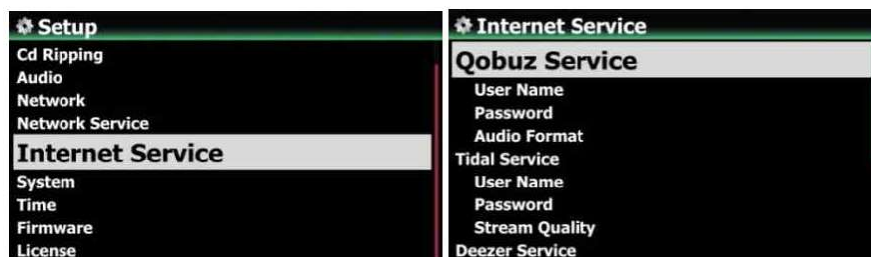 Setup
Cd Ripping
Audio
Network
Network Service
Internet Service
System
Time
Firmware
License
Internet Service
Qobuz Service
User Name
Password
Audio Format
Tidal Service
User Name
Password
Stream Quality
Deezer Service